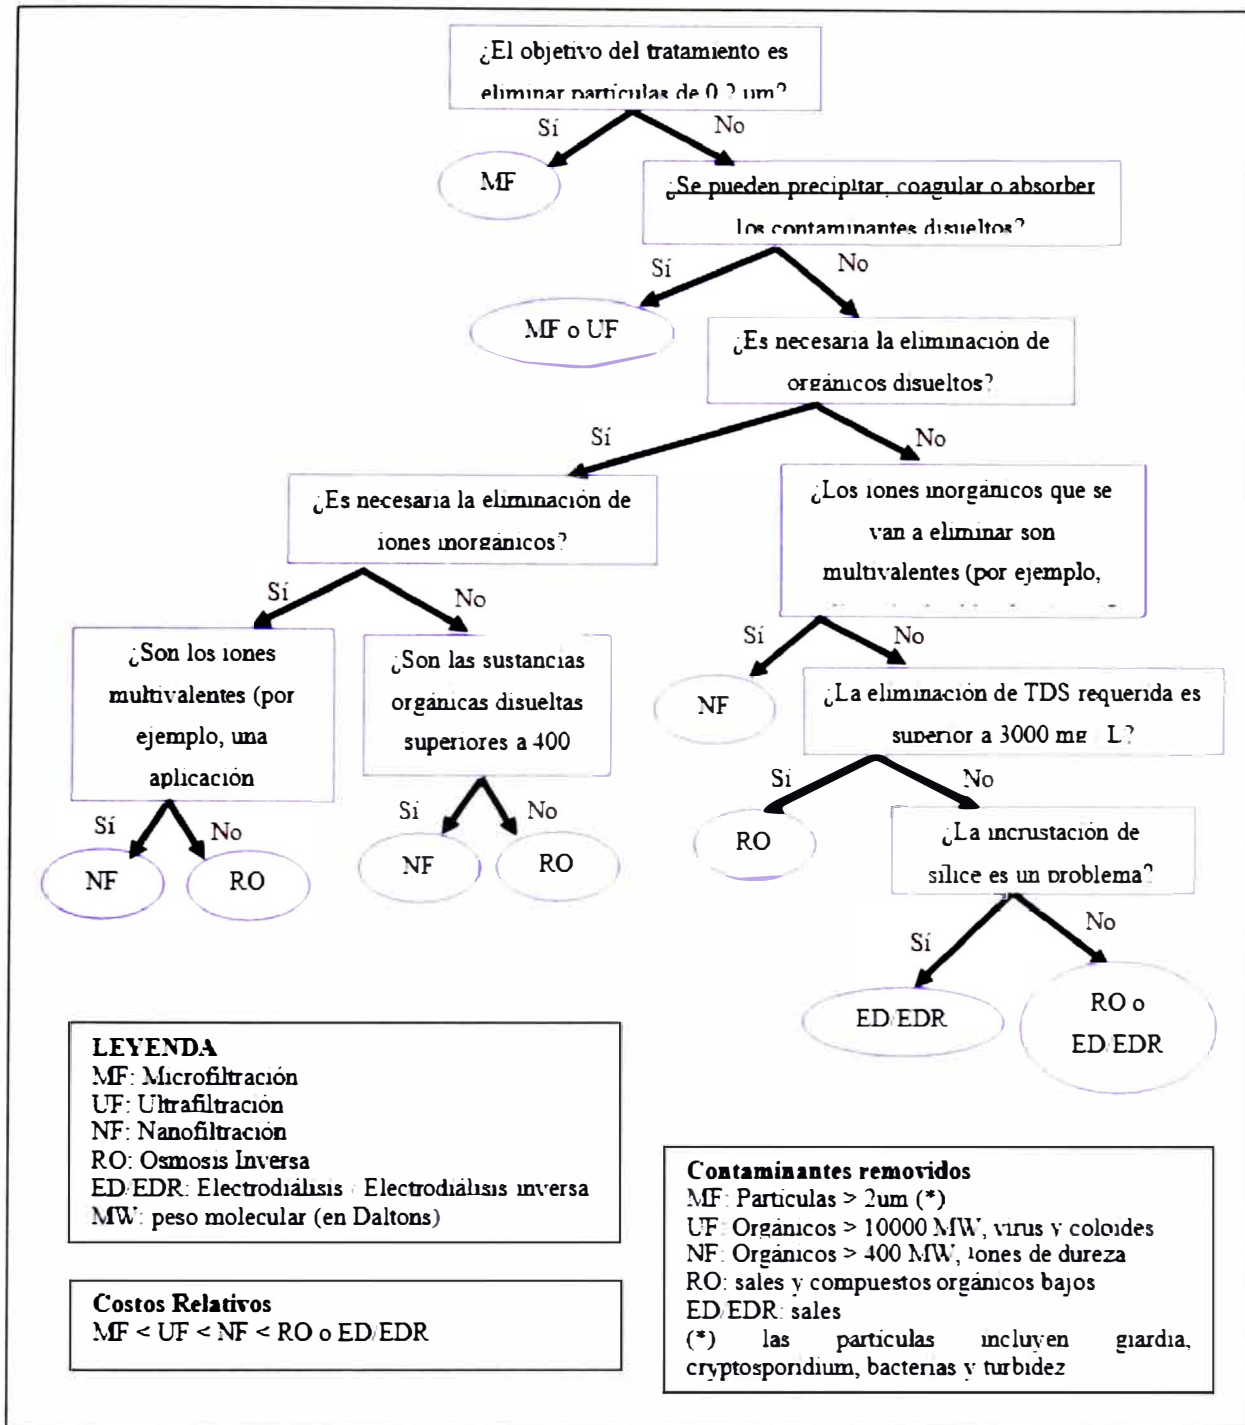 ¿El objetivo del tratamiento es
eliminar partículas de 0.2 um?
Sí
No
MF
¿Se pueden precipitar, coagular o absorber
los contaminantes disueltos?
Sí
No
MF o UF
¿Es necesaria la eliminación de
orgánicos disueltos?
Sí
No
¿Es necesaria la eliminación de
iones inorgánicos?
¿Los iones inorgánicos que se
van a eliminar son
multivalentes (por ejemplo,
Sí
No
Sí
No
¿Son los iones
multivalentes (por
ejemplo, una
aplicación
¿Son las sustancias
orgánicas disueltas
superiores a 400
NF
¿La eliminación de TDS requerida es
superior a 3000 mg / L?
Sí
No
Sí
No
Sí
No
NF
RO
NF
RO
RO
¿La incrustación de
sílice es un problema?
Sí
No
ED/EDR
RO o
ED/EDR
LEYENDA
MF: Microfiltración
UF: Ultrafiltración
NF: Nanofiltración
RO: Osmosis Inversa
ED/EDR: Electrodiálisis / Electrodiálisis inversa
MW: peso molecular (en Daltons)
Costos Relativos
MF < UF < NF < RO o ED/EDR
Contaminantes removidos
MF: Partículas > 2um (*)
UF: Orgánicos > 10000 MW, virus y coloides
NF: Orgánicos > 400 MW, iones de dureza
RO: sales y compuestos orgánicos bajos
ED/EDR: sales
(*) las partículas incluyen giardia,
cryptosporidium, bacterias y turbidez